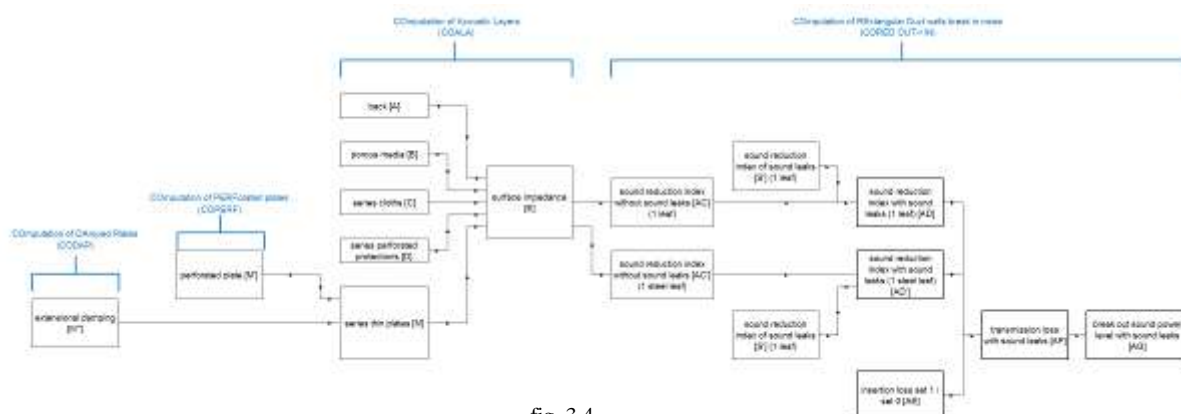 COmputation of Acoustic Layers
(COALA)
COmputation of REctangular Duct walls break in noise
(CORED OUT->IN)
back [A]
porous media [B]
series cloths [C]
series perforated
protections [D]
surface impedance
COmputation of PERForated plates
(COPERF)
perforated plate
COmputation of DAmped Plates
(CODAP)
extensional damping
series thin plates
sound reduction index
without sound leaks [AC]
(1 leaf)
sound reduction
index of sound leaks
(1 leaf)
sound reduction
index with sound
leaks (1 leaf) [AD]
sound reduction index
without sound leaks [AC']
(1 steel leaf)
sound reduction
index with sound
leaks (1 steel leaf)
[AD']
sound reduction
index of sound leaks
(1 leaf)
transmission loss
with sound leaks [AF]
break out sound power
level with sound leaks
[AG]
insertion loss set 1 /
set 0 [AE]
fig. 3.4